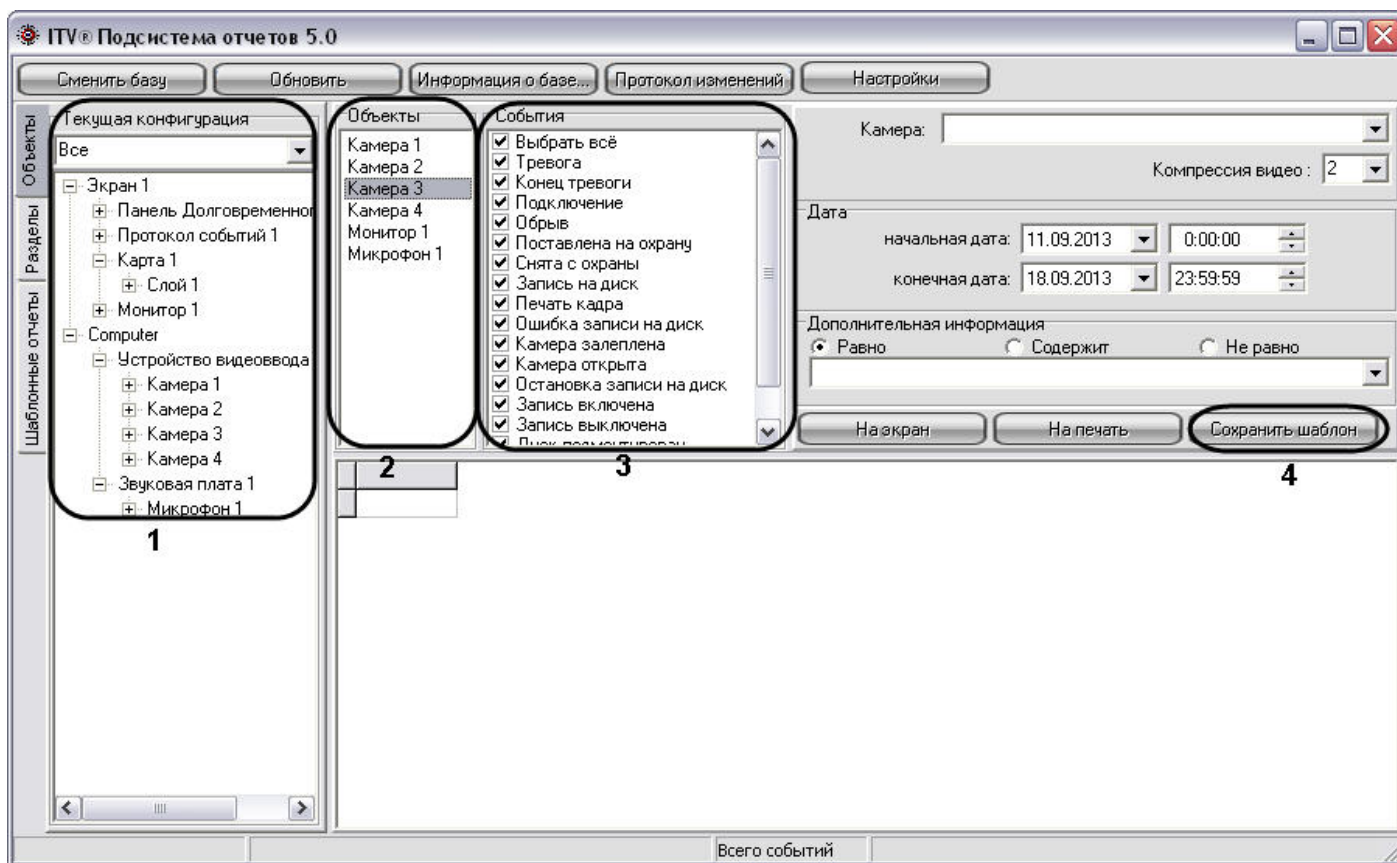 ITV® Подсистема отчетов 5.0
Сменить базу
Обновить
Информация о базе...
Протокол изменений
Настройки
Объекты
Разделы
Шаблонные отчеты
Текущая конфигурация
Все
Экран 1
Панель Долговременног
Протокол событий 1
Карта 1
Слой 1
Монитор 1
Computer
Устройство видеоввода
Камера 1
Камера 2
Камера 3
Камера 4
Звуковая плата 1
Микрофон 1
1
Объекты
Камера 1
Камера 2
Камера 3
Камера 4
Монитор 1
Микрофон 1
2
События
Выбрать всё
Тревога
Конец тревоги
Подключение
Обрыв
Поставлена на охрану
Снята с охраны
Запись на диск
Печать кадра
Ошибка записи на диск
Камера залеплена
Камера открыта
Остановка записи на диск
Запись включена
Запись выключена
3
Камера:
Компрессия видео : 2
Дата
начальная дата: 11.09.2013 0:00:00
конечная дата: 18.09.2013 23:59:59
Дополнительная информация
Равно Содержит Не равно
На экран
На печать
Сохранить шаблон
4
Всего событий